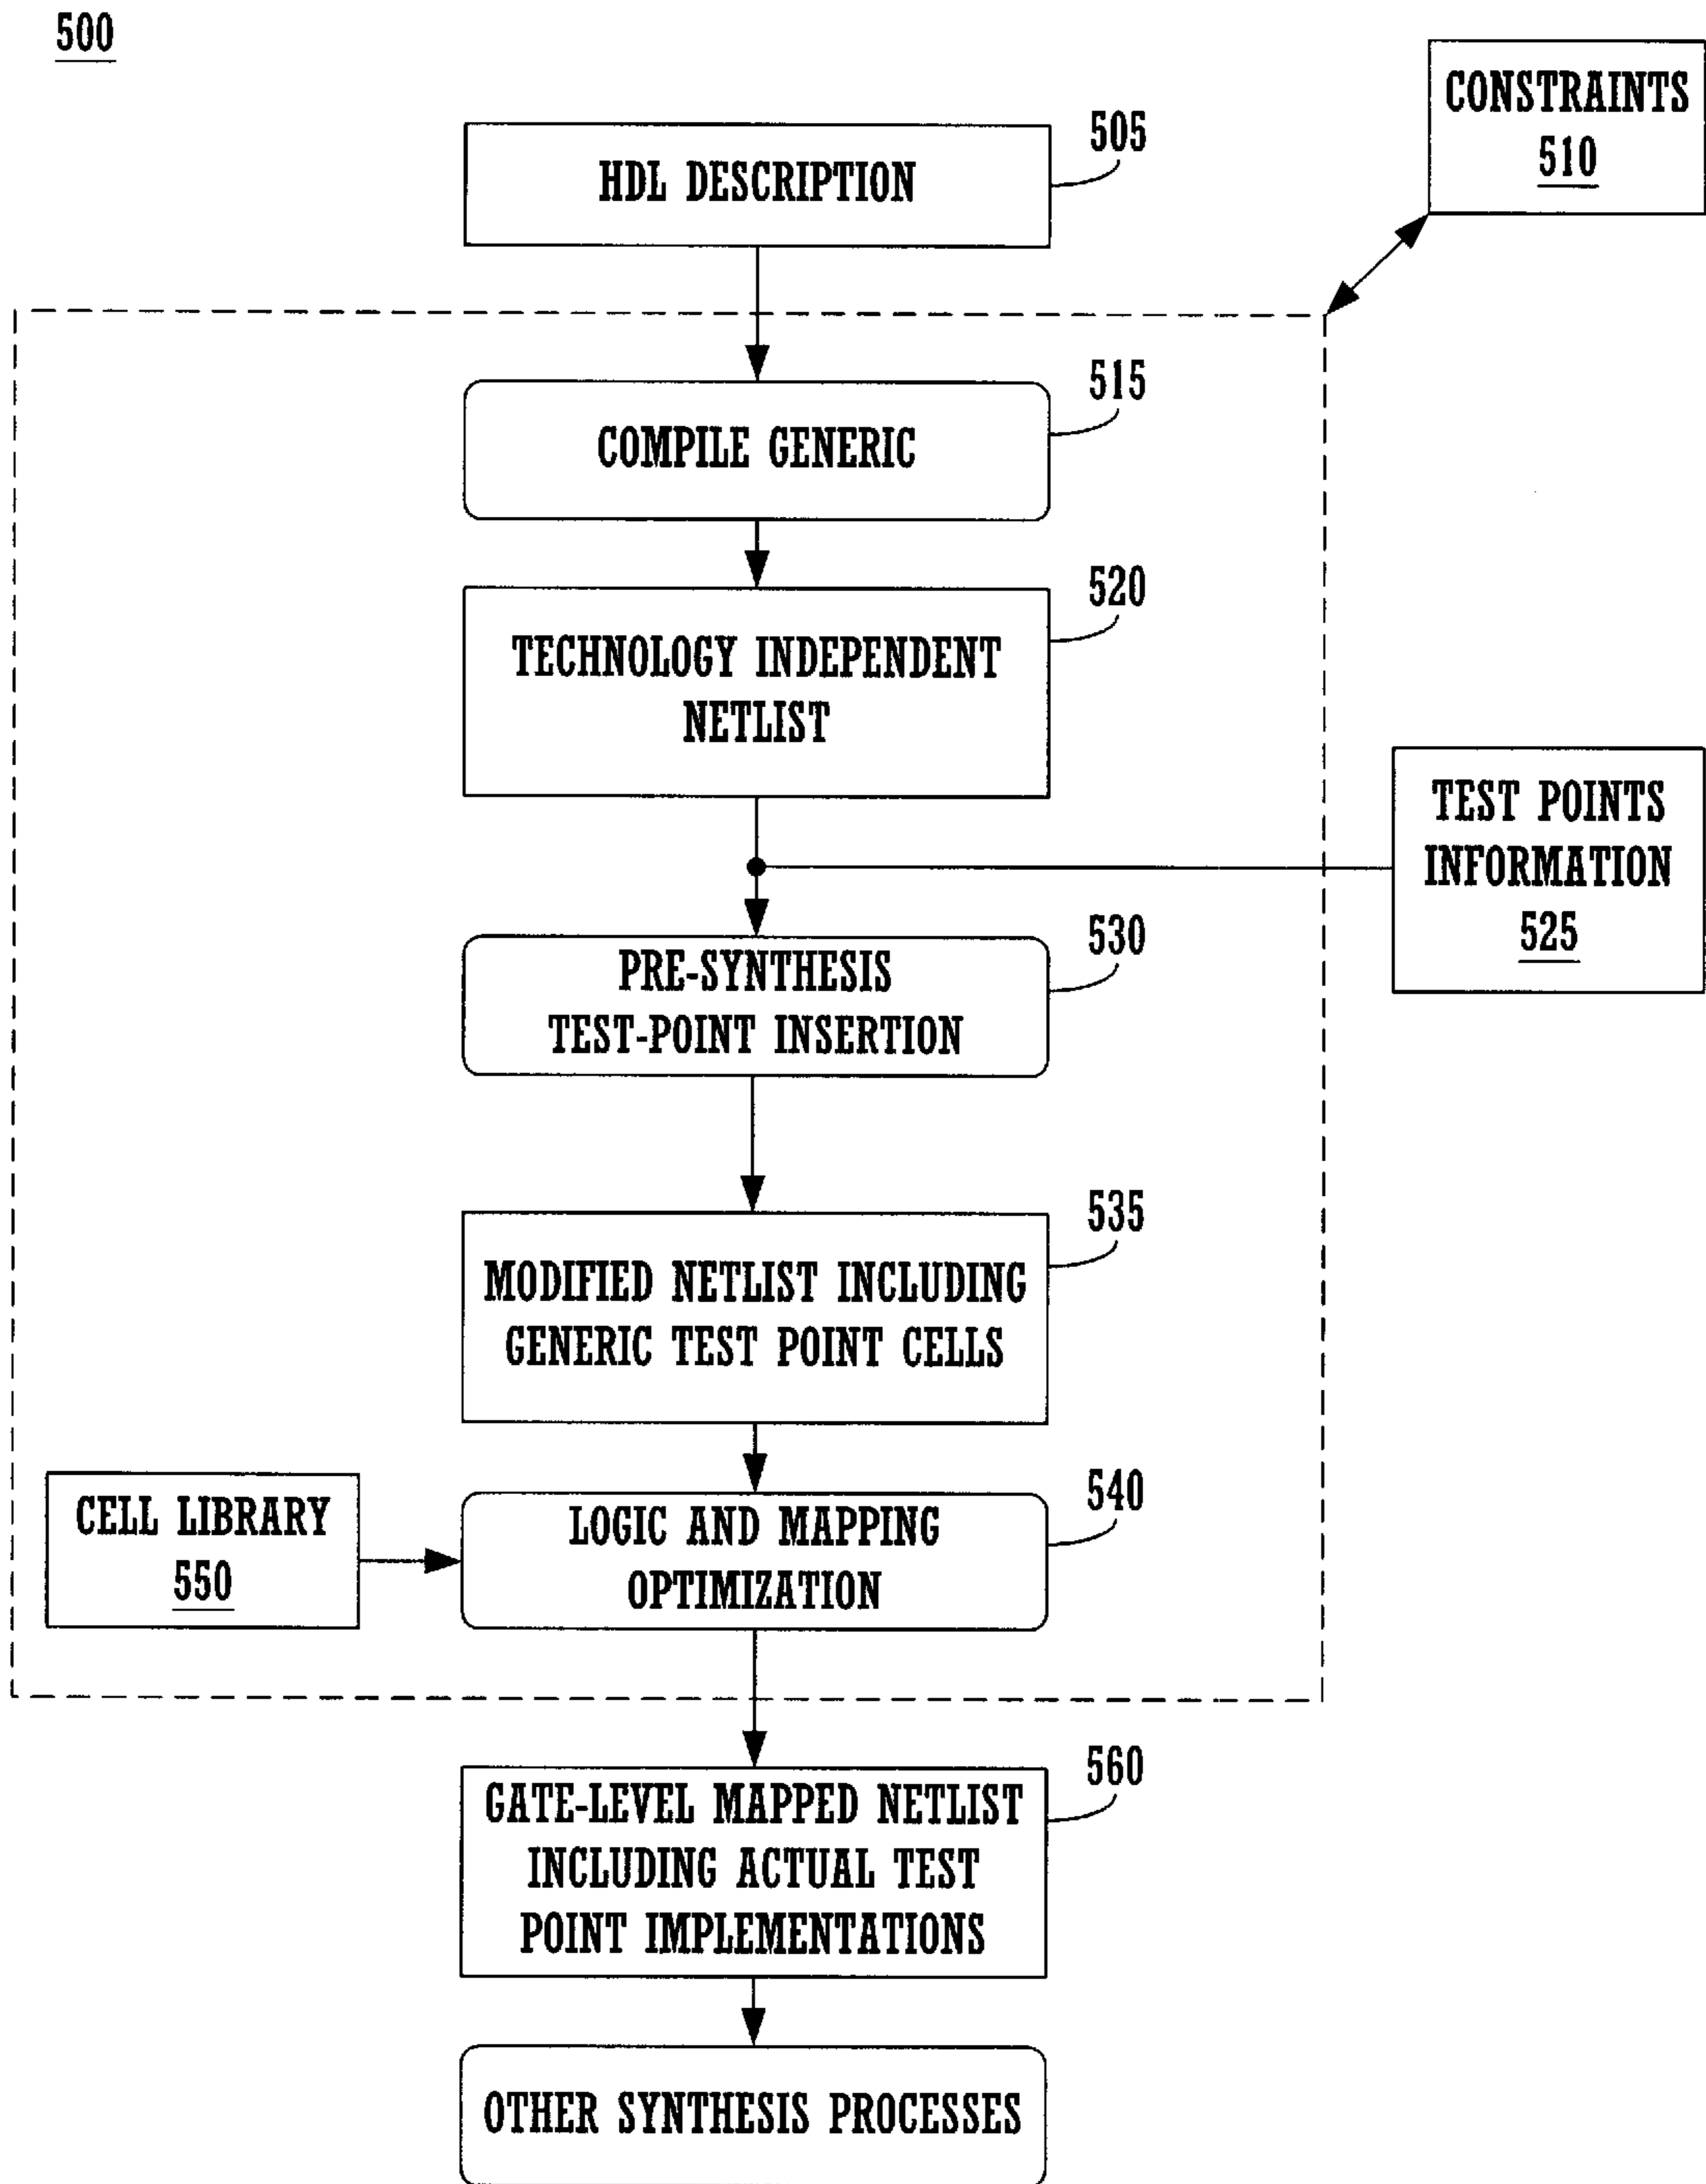 500
CONSTRAINTS
510
HDL DESCRIPTION
505
COMPILE GENERIC
515
TECHNOLOGY INDEPENDENT
NETLIST
520
TEST POINTS
INFORMATION
525
PRE-SYNTHESIS
TEST-POINT INSERTION
530
MODIFIED NETLIST INCLUDING
GENERIC TEST POINT CELLS
535
CELL LIBRARY
550
LOGIC AND MAPPING
OPTIMIZATION
540
GATE-LEVEL MAPPED NETLIST
INCLUDING ACTUAL TEST
POINT IMPLEMENTATIONS
560
OTHER SYNTHESIS PROCESSES